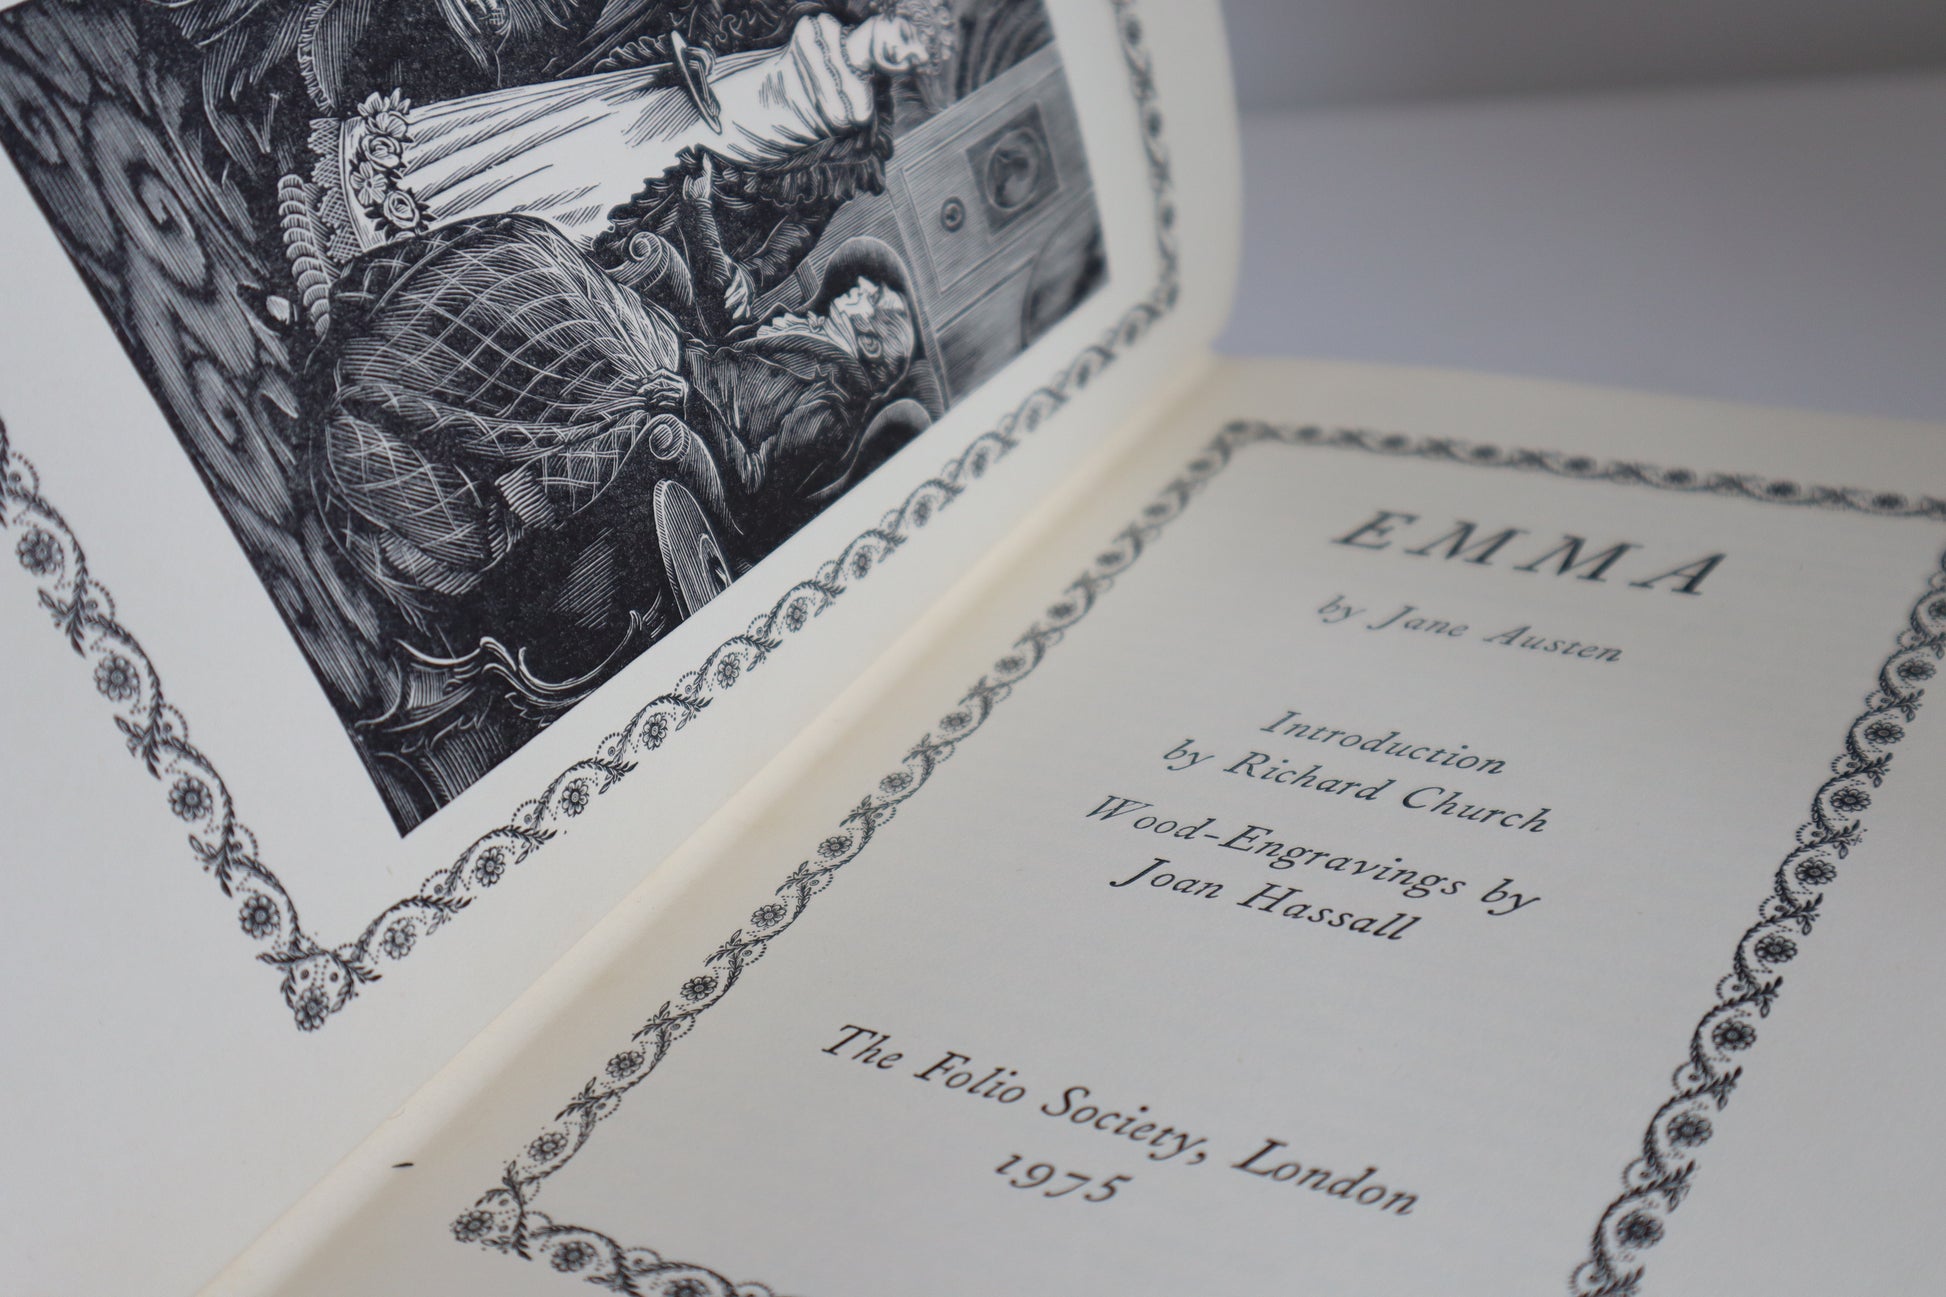 EMMA
by Jane Austen
Introduction
by Richard Church
Wood-Engravings by
Joan Hassall
The Folio Society, London
1975